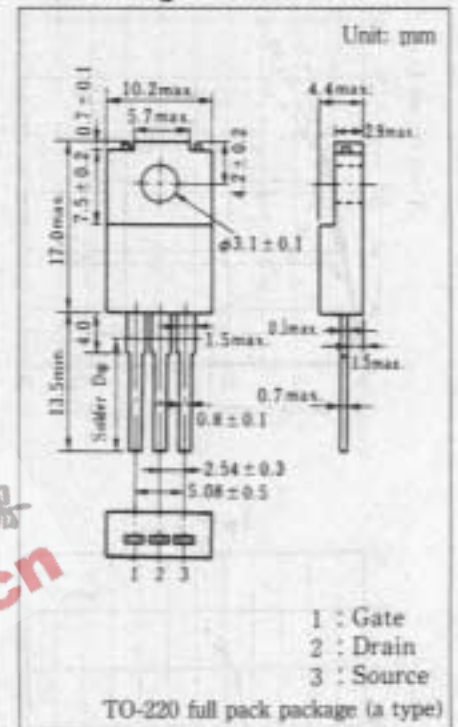 Unit: mm
10.2max.
4.4max.
5.7max.
2.9max.
0.7±0.1
4.2±0.2
7.5±0.2
17.0max.
φ3.1±0.1
4.0
1.5max.
1.5max.
13.5min
Solder Dip
0.7max.
0.8±0.1
2.54±0.3
5.08±0.5
1 2 3
1 : Gate
2 : Drain
3 : Source
TO-220 full pack package (a type)
cn